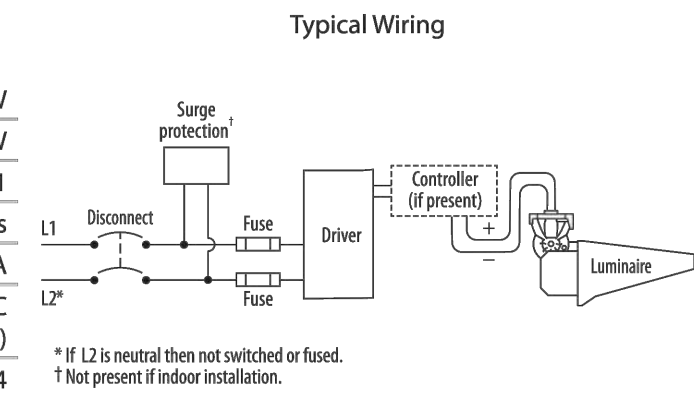 Typical Wiring
Surge
protection†
Disconnect
L1
L2*
Fuse
Fuse
Driver
Controller
(if present)
+
−
Luminaire
* If L2 is neutral then not switched or fused.
† Not present if indoor installation.
s
A
C
)
4